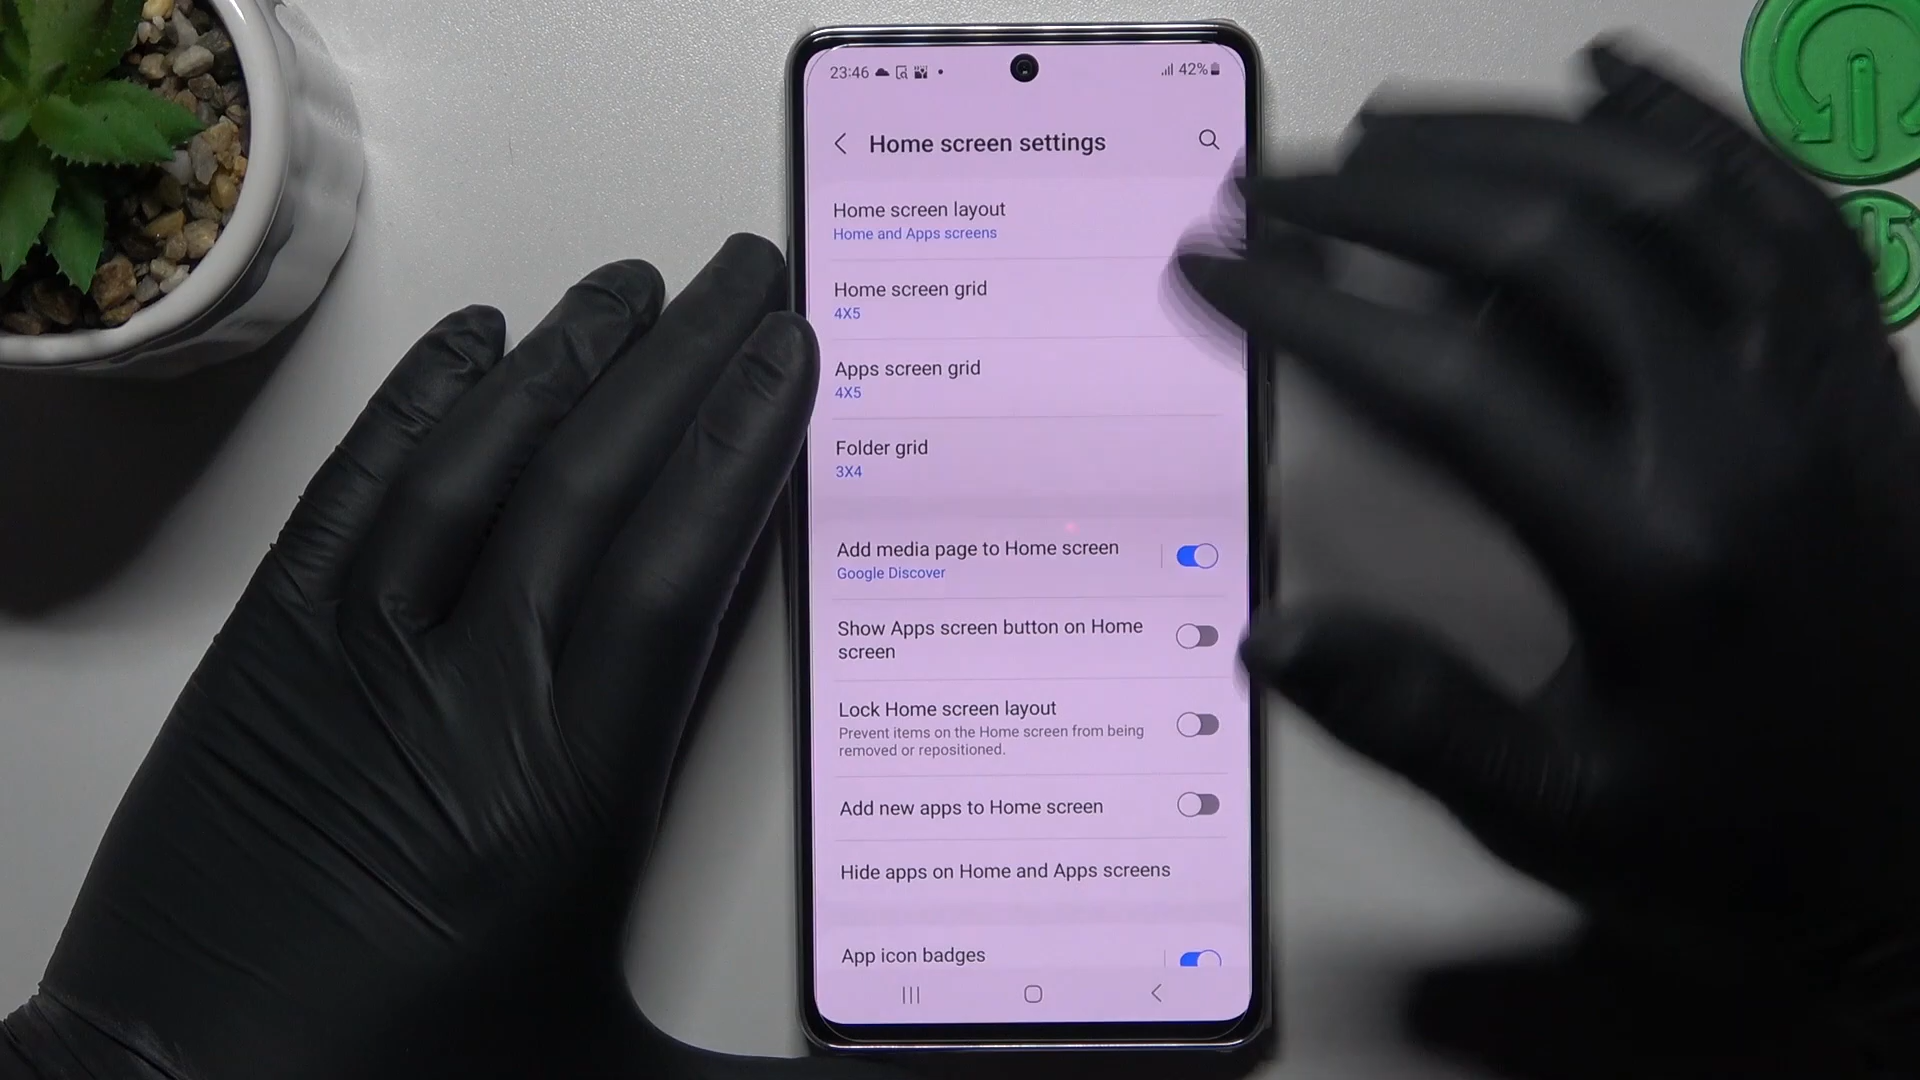 23:46
42%
Home screen settings
Home screen layout
Home and Apps screens
Home screen grid
4X5
Apps screen grid
4X5
Folder grid
3X4
Add media page to Home screen
Google Discover
Show Apps screen button on Home
screen
Lock Home screen layout
Prevent items on the Home screen from being
removed or repositioned.
Add new apps to Home screen
Hide apps on Home and Apps screens
App icon badges